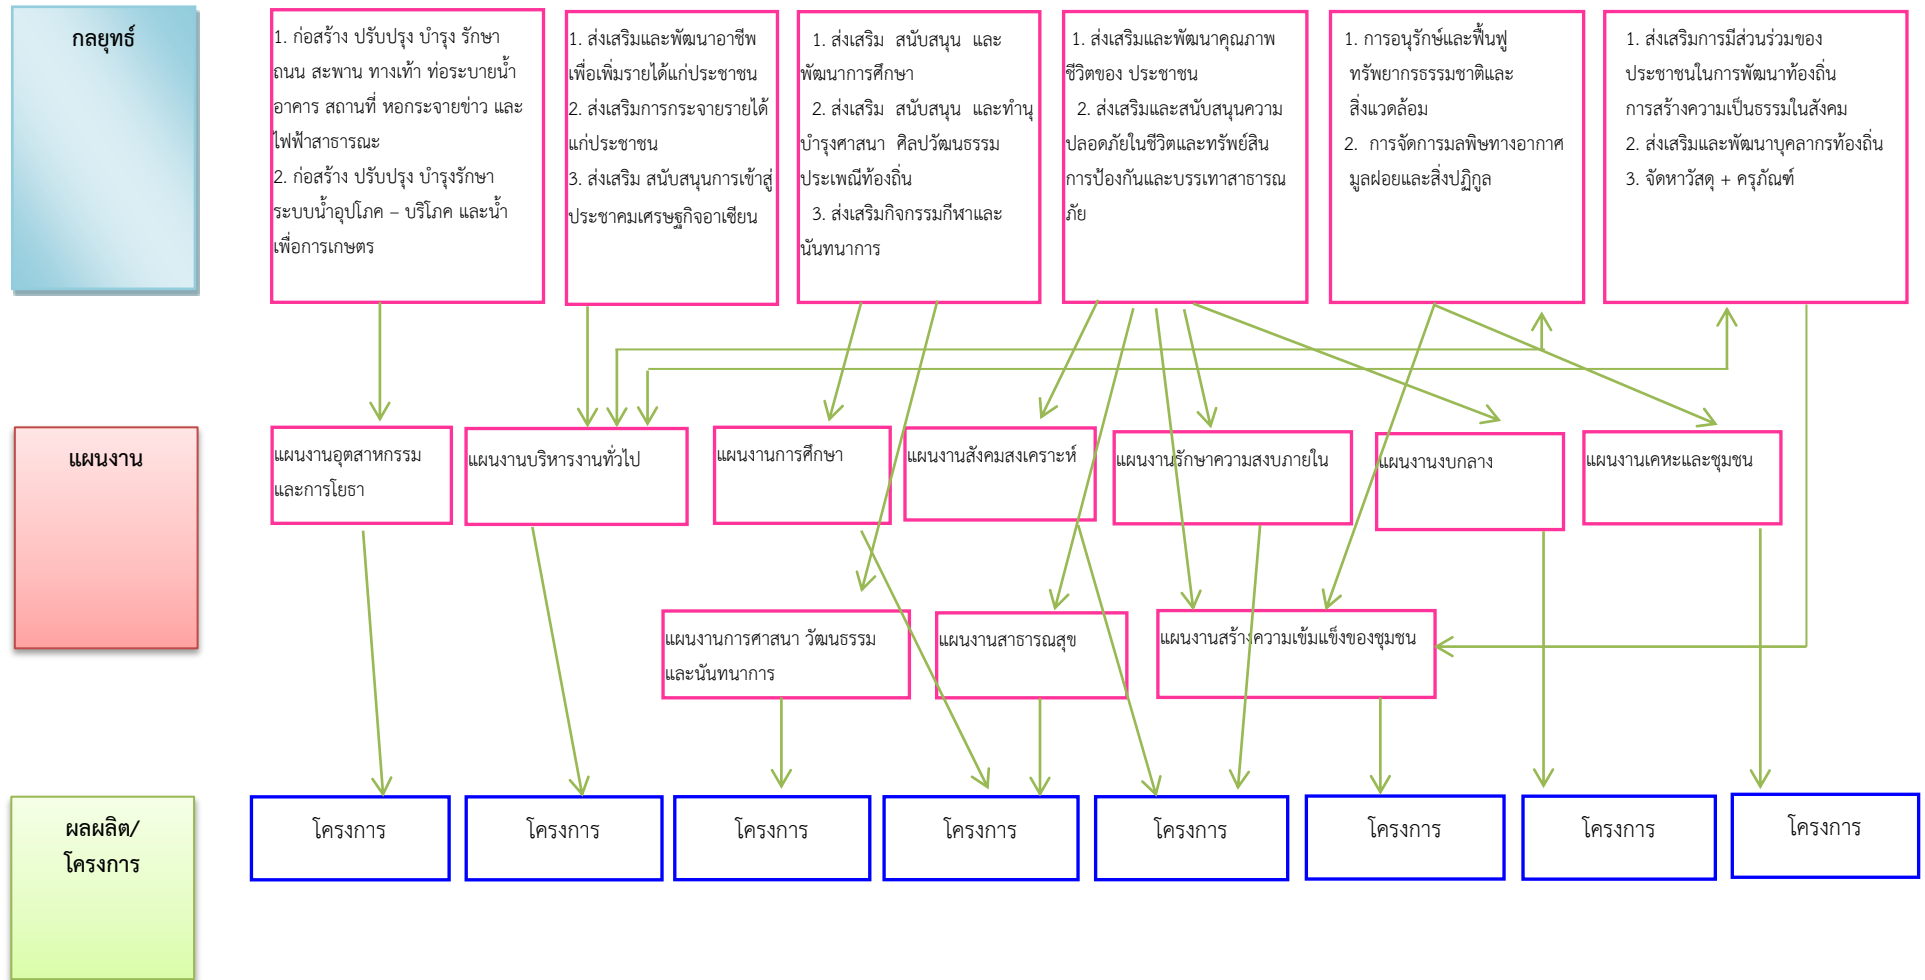 กลยุทธ์
1. ก่อสร้าง ปรับปรุง บำรุง รักษา
ถนน สะพาน ทางเท้า ท่อระบายน้ำ
อาคาร สถานที่ หอกระจายข่าว และ
ไฟฟ้าสาธารณะ
2. ก่อสร้าง ปรับปรุง บำรุงรักษา
ระบบน้ำอุปโภค – บริโภค และน้ำ
เพื่อการเกษตร
1. ส่งเสริมและพัฒนาอาชีพ
เพื่อเพิ่มรายได้แก่ประชาชน
2. ส่งเสริมการกระจายรายได้
แก่ประชาชน
3. ส่งเสริม สนับสนุนการเข้าสู่
ประชาคมเศรษฐกิจอาเซียน
1. ส่งเสริม สนับสนุน และ
พัฒนาการศึกษา
2. ส่งเสริม สนับสนุน และทำนุ
บำรุงศาสนา ศิลปวัฒนธรรม
ประเพณีท้องถิ่น
3. ส่งเสริมกิจกรรมกีฬาและ
นันทนาการ
1. ส่งเสริมและพัฒนาคุณภาพ
ชีวิตของ ประชาชน
2. ส่งเสริมและสนับสนุนความ
ปลอดภัยในชีวิตและทรัพย์สิน
การป้องกันและบรรเทาสาธารณ
ภัย
1. การอนุรักษ์และฟื้นฟู
ทรัพยากรธรรมชาติและ
สิ่งแวดล้อม
2. การจัดการมลพิษทางอากาศ
มูลฝอยและสิ่งปฏิกูล
1. ส่งเสริมการมีส่วนร่วมของ
ประชาชนในการพัฒนาท้องถิ่น
การสร้างความเป็นธรรมในสังคม
2. ส่งเสริมและพัฒนาบุคลากรท้องถิ่น
3. จัดหาวัสดุ + ครุภัณฑ์
แผนงาน
แผนงานอุตสาหกรรม
และการโยธา
แผนงานบริหารงานทั่วไป
แผนงานการศึกษา
แผนงานสังคมสงเคราะห์
แผนงานรักษาความสงบภายใน
แผนงานงบกลาง
แผนงานเคหะและชุมชน
แผนงานการศาสนา วัฒนธรรม
และนันทนาการ
แผนงานสาธารณสุข
แผนงานสร้างความเข้มแข็งของชุมชน
ผลผลิต/
โครงการ
โครงการ
โครงการ
โครงการ
โครงการ
โครงการ
โครงการ
โครงการ
โครงการ